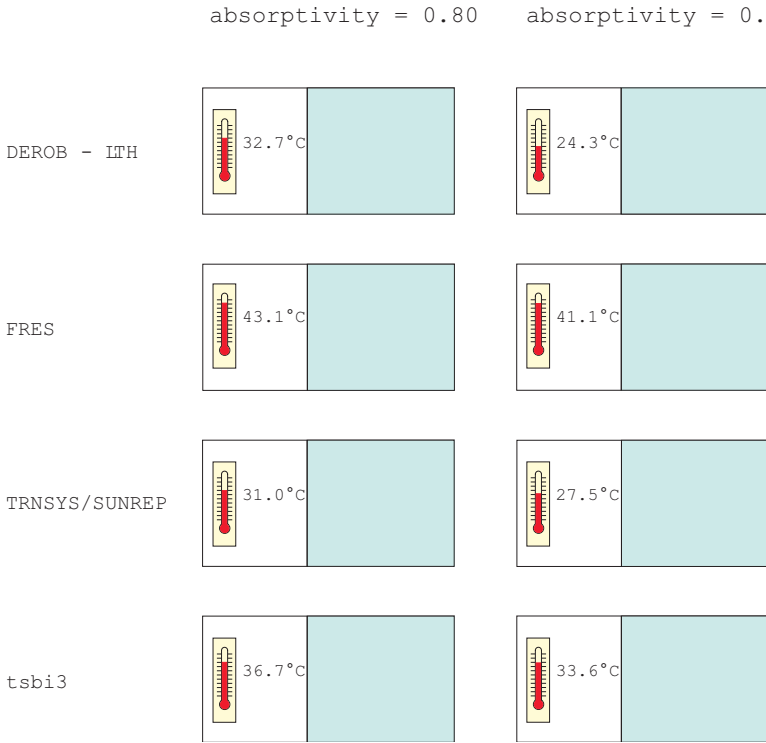 absorptivity = 0.80 absorptivity = 0.
DEROB - LTH 32.7°C 24.3°C
FRES 43.1°C 41.1°C
TRNSYS/SUNREP 31.0°C 27.5°C
tsbi3 36.7°C 33.6°C